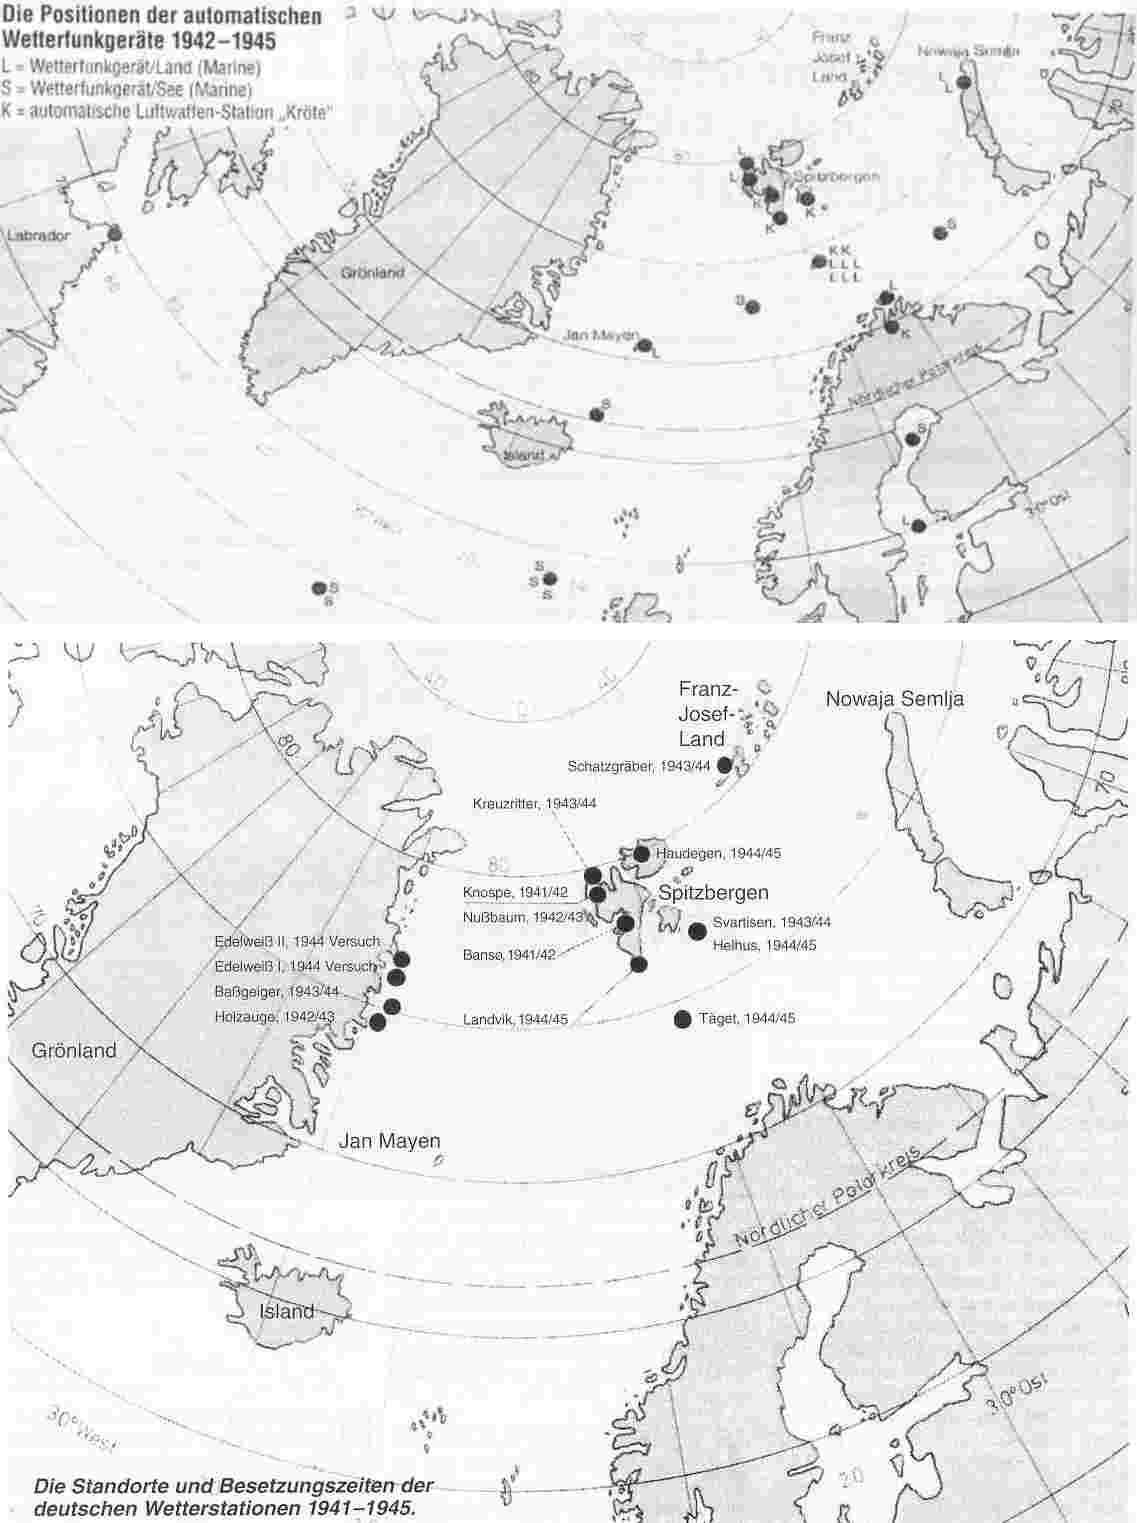 Die Positionen der automatischen
Wetterfunkgeräte 1942–1945
L = Wetterfunkgerät/Land (Marine)
S = Wetterfunkgerät/See (Marine)
K = automatische Luftwaffen-Station „Kröte"
Franz
Josef
Land
Nowaja Semlja
L
L
80
L
Spitzbergen
K
K
Labrador
L
S
K K
L L L
L L L
Grönland
S
L
K
Jan Mayen
L
Nördlicher Polarkreis
S
S
Island
30°Ost
L
S
S
S
S
S
Franz-
Josef-
Land
Nowaja Semlja
80
Schatzgräber, 1943/44
70
Kreuzritter, 1943/44
80
Haudegen, 1944/45
Knospe, 1941/42
Spitzbergen
Nußbaum, 1942/43
Svartisen, 1943/44
Helhus, 1944/45
Banso, 1941/42
Edelweiß II, 1944 Versuch
Edelweiß I, 1944 Versuch
Baßgeiger, 1943/44
Holzauge, 1942/43
Landvik, 1944/45
Taget, 1944/45
Grönland
Jan Mayen
Nördlicher Polarkreis
Island
30°Ost
30°West
20
Die Standorte und Besetzungszeiten der
deutschen Wetterstationen 1941–1945.